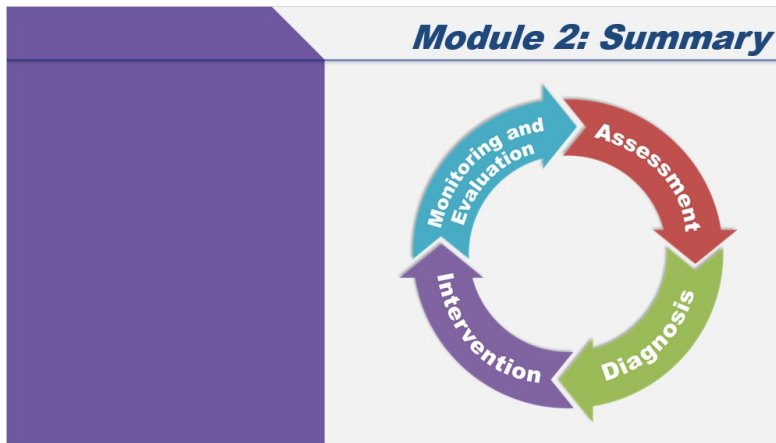 Module 2: Summary
Assessment
Diagnosis
Intervention
Monitoring and
Evaluation